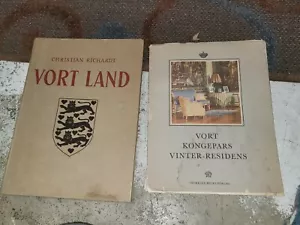 CHRISTIAN RICHARDT
VORT LAND
VORT
KONGEPARS
VINTER-RESIDENS